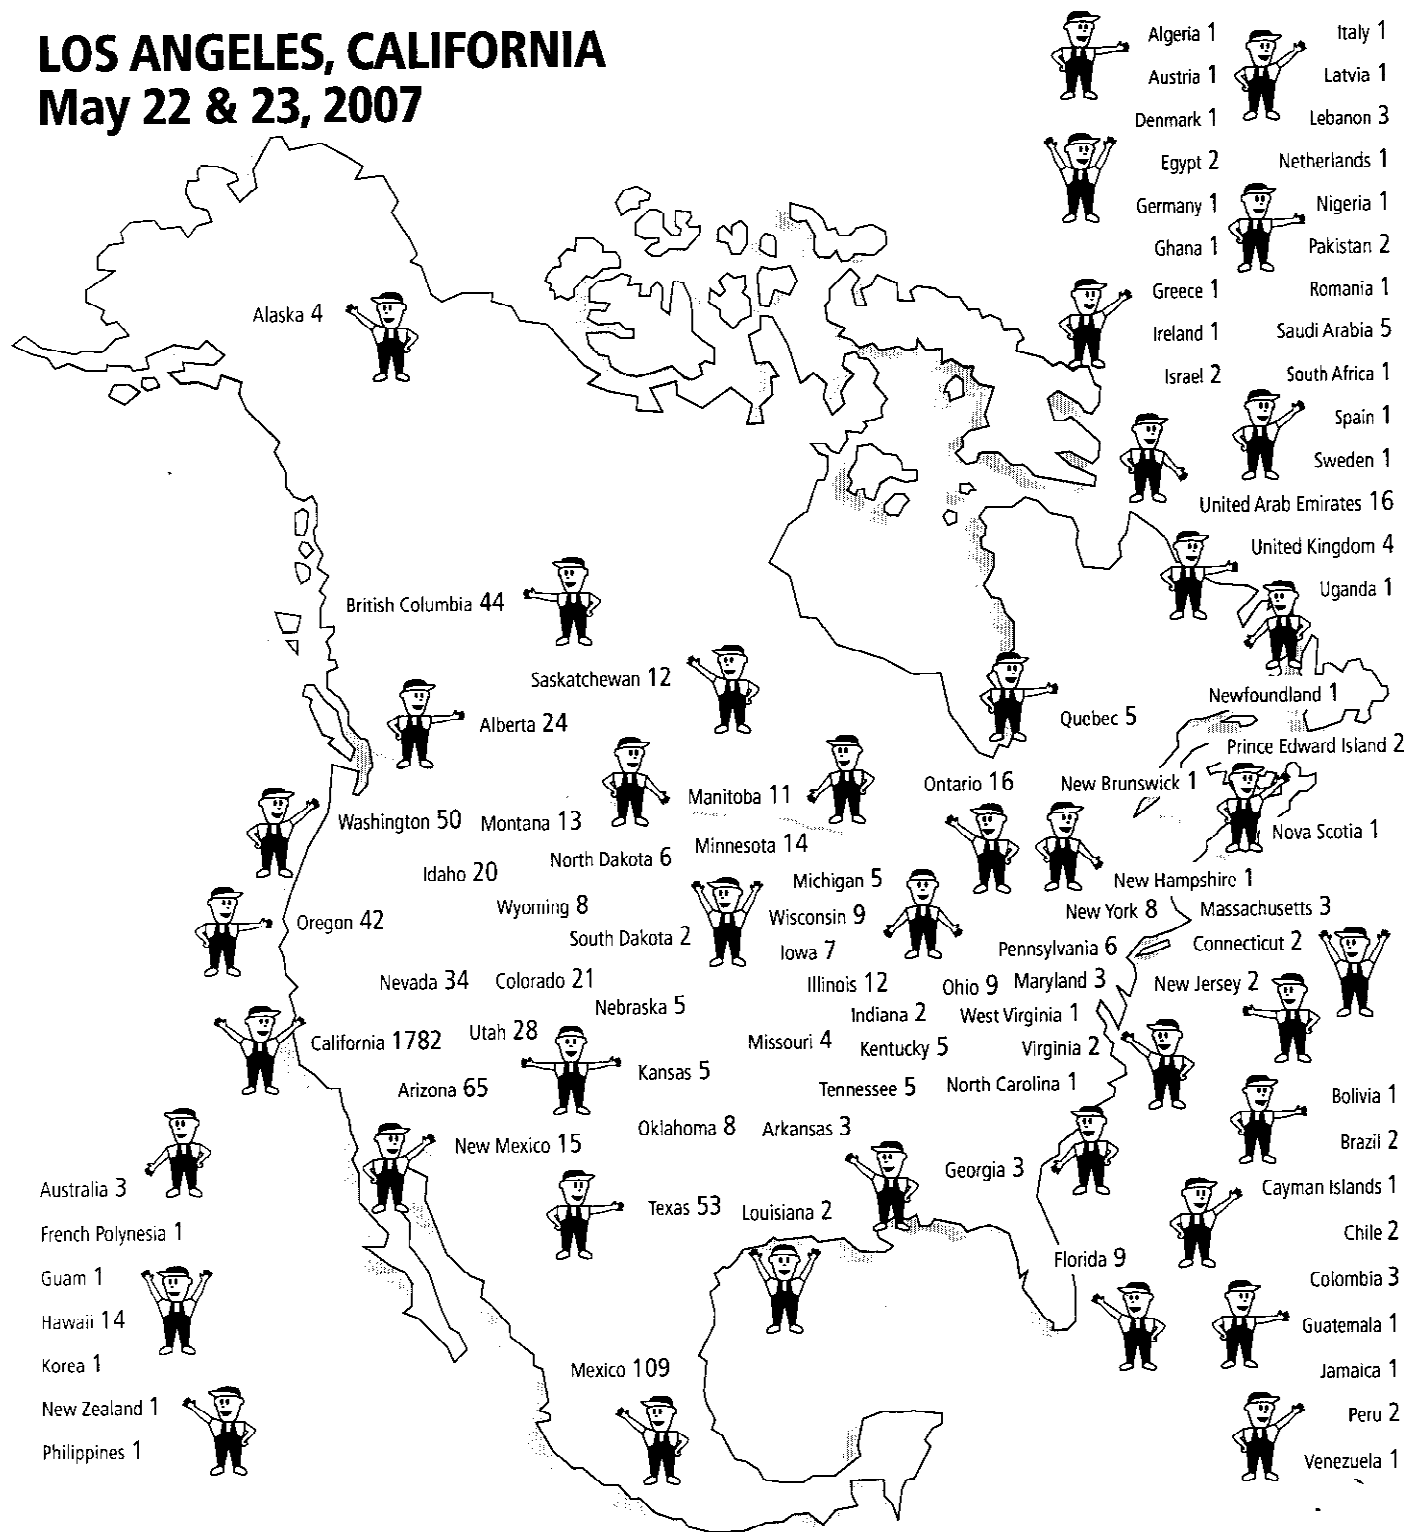 LOS ANGELES, CALIFORNIA
May 22 & 23, 2007
Algeria 1
Austria 1
Denmark 1
Egypt 2
Germany 1
Ghana 1
Greece 1
Ireland 1
Israel 2
Italy 1
Latvia 1
Lebanon 3
Netherlands 1
Nigeria 1
Pakistan 2
Romania 1
Saudi Arabia 5
South Africa 1
Spain 1
Sweden 1
United Arab Emirates 16
United Kingdom 4
Uganda 1
Alaska 4
British Columbia 44
Saskatchewan 12
Alberta 24
Quebec 5
Newfoundland 1
Prince Edward Island 2
Manitoba 11
Ontario 16
New Brunswick 1
Nova Scotia 1
Washington 50
Montana 13
Minnesota 14
North Dakota 6
Idaho 20
Michigan 5
New Hampshire 1
Wyoming 8
Wisconsin 9
New York 8
Massachusetts 3
Oregon 42
South Dakota 2
Iowa 7
Pennsylvania 6
Connecticut 2
Nevada 34
Colorado 21
Illinois 12
Ohio 9
Maryland 3
New Jersey 2
Nebraska 5
Indiana 2
West Virginia 1
California 1782
Utah 28
Missouri 4
Kentucky 5
Virginia 2
Kansas 5
Arizona 65
Tennessee 5
North Carolina 1
Oklahoma 8
Arkansas 3
New Mexico 15
Georgia 3
Texas 53
Louisiana 2
Florida 9
Mexico 109
Australia 3
French Polynesia 1
Guam 1
Hawaii 14
Korea 1
New Zealand 1
Philippines 1
Bolivia 1
Brazil 2
Cayman Islands 1
Chile 2
Colombia 3
Guatemala 1
Jamaica 1
Peru 2
Venezuela 1